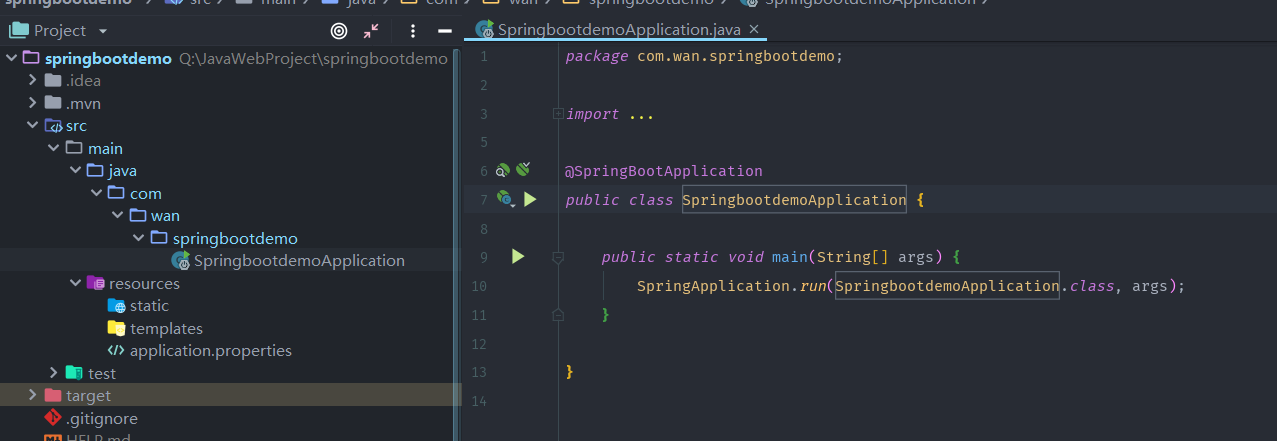 springbootdemo > src > main > java > com > wan > springbootdemo > SpringbootdemoApplication
Project
springbootdemo Q:\JavaWebProject\springbootdemo
.idea
.mvn
src
main
java
com
wan
springbootdemo
SpringbootdemoApplication
resources
static
templates
application.properties
test
target
.gitignore
HELP.md
SpringbootdemoApplication.java ×
1 package com.wan.springbootdemo;
2
3 import ...
5
6 @SpringBootApplication
7 public class SpringbootdemoApplication {
8
9 public static void main(String[] args) {
10 SpringApplication.run(SpringbootdemoApplication.class, args);
11 }
12
13 }
14